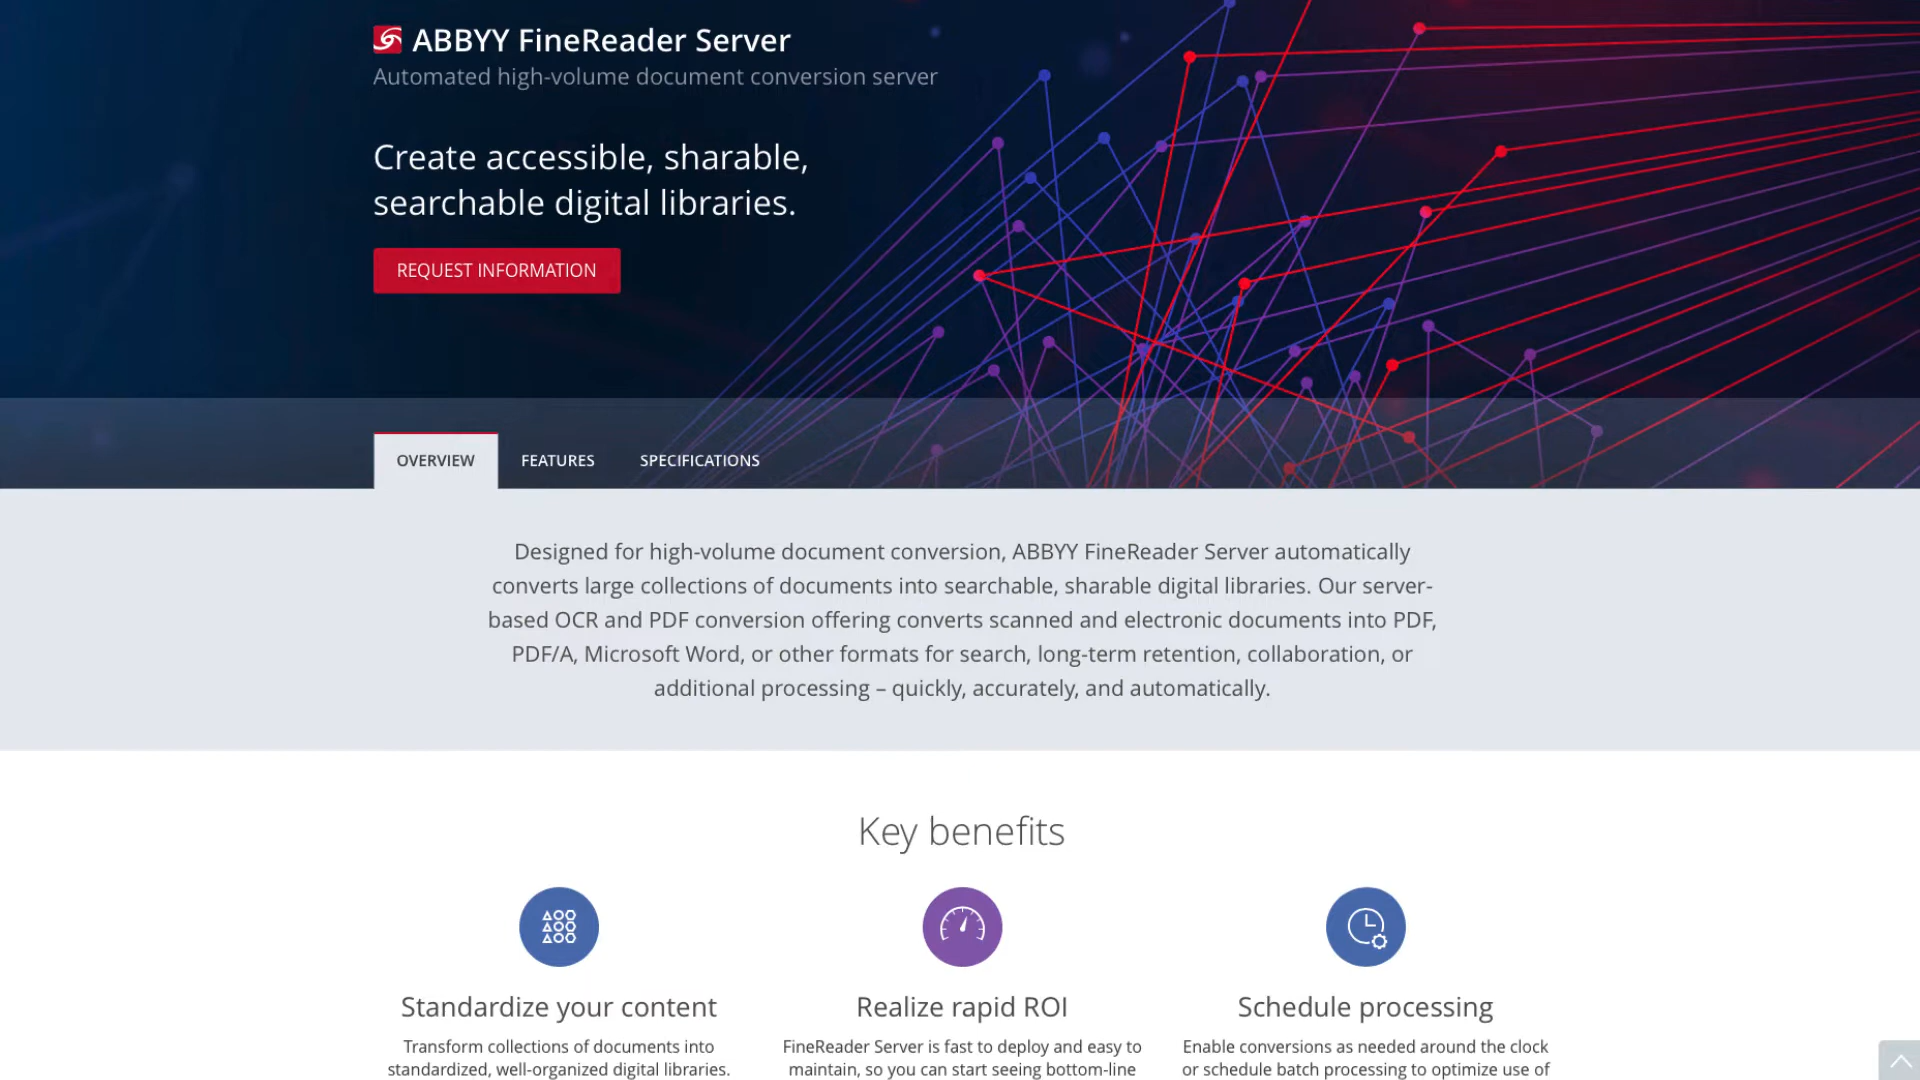 ABBYY FineReader Server
Automated high-volume document conversion server
Create accessible, sharable,
searchable digital libraries.
REQUEST INFORMATION
OVERVIEW
FEATURES
SPECIFICATIONS
Designed for high-volume document conversion, ABBYY FineReader Server automatically
converts large collections of documents into searchable, sharable digital libraries. Our server-
based OCR and PDF conversion offering converts scanned and electronic documents into PDF,
PDF/A, Microsoft Word, or other formats for search, long-term retention, collaboration, or
additional processing – quickly, accurately, and automatically.
Key benefits
Standardize your content
Transform collections of documents into
standardized, well-organized digital libraries.
Realize rapid ROI
FineReader Server is fast to deploy and easy to
maintain, so you can start seeing bottom-line
Schedule processing
Enable conversions as needed around the clock
or schedule batch processing to optimize use of